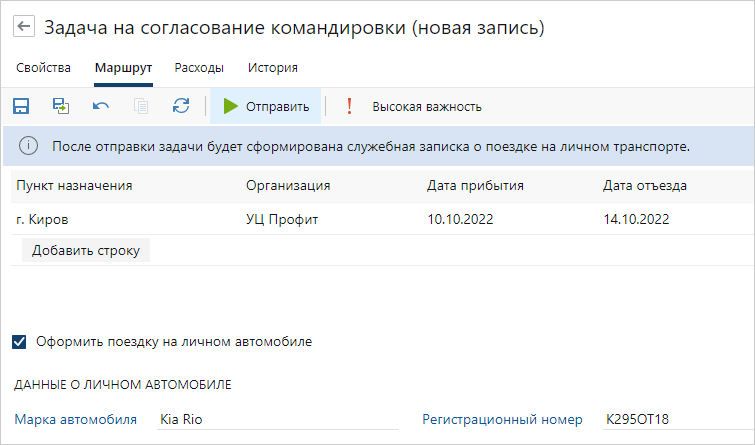 Задача на согласование командировки (новая запись)
Свойства Маршрут Расходы История
Отправить Высокая важность
После отправки задачи будет сформирована служебная записка о поездке на личном транспорте.
Пункт назначения Организация Дата прибытия Дата отъезда
г. Киров УЦ Профит 10.10.2022 14.10.2022
Добавить строку
Оформить поездку на личном автомобиле
ДАННЫЕ О ЛИЧНОМ АВТОМОБИЛЕ
Марка автомобиля Kia Rio Регистрационный номер К295ОТ18